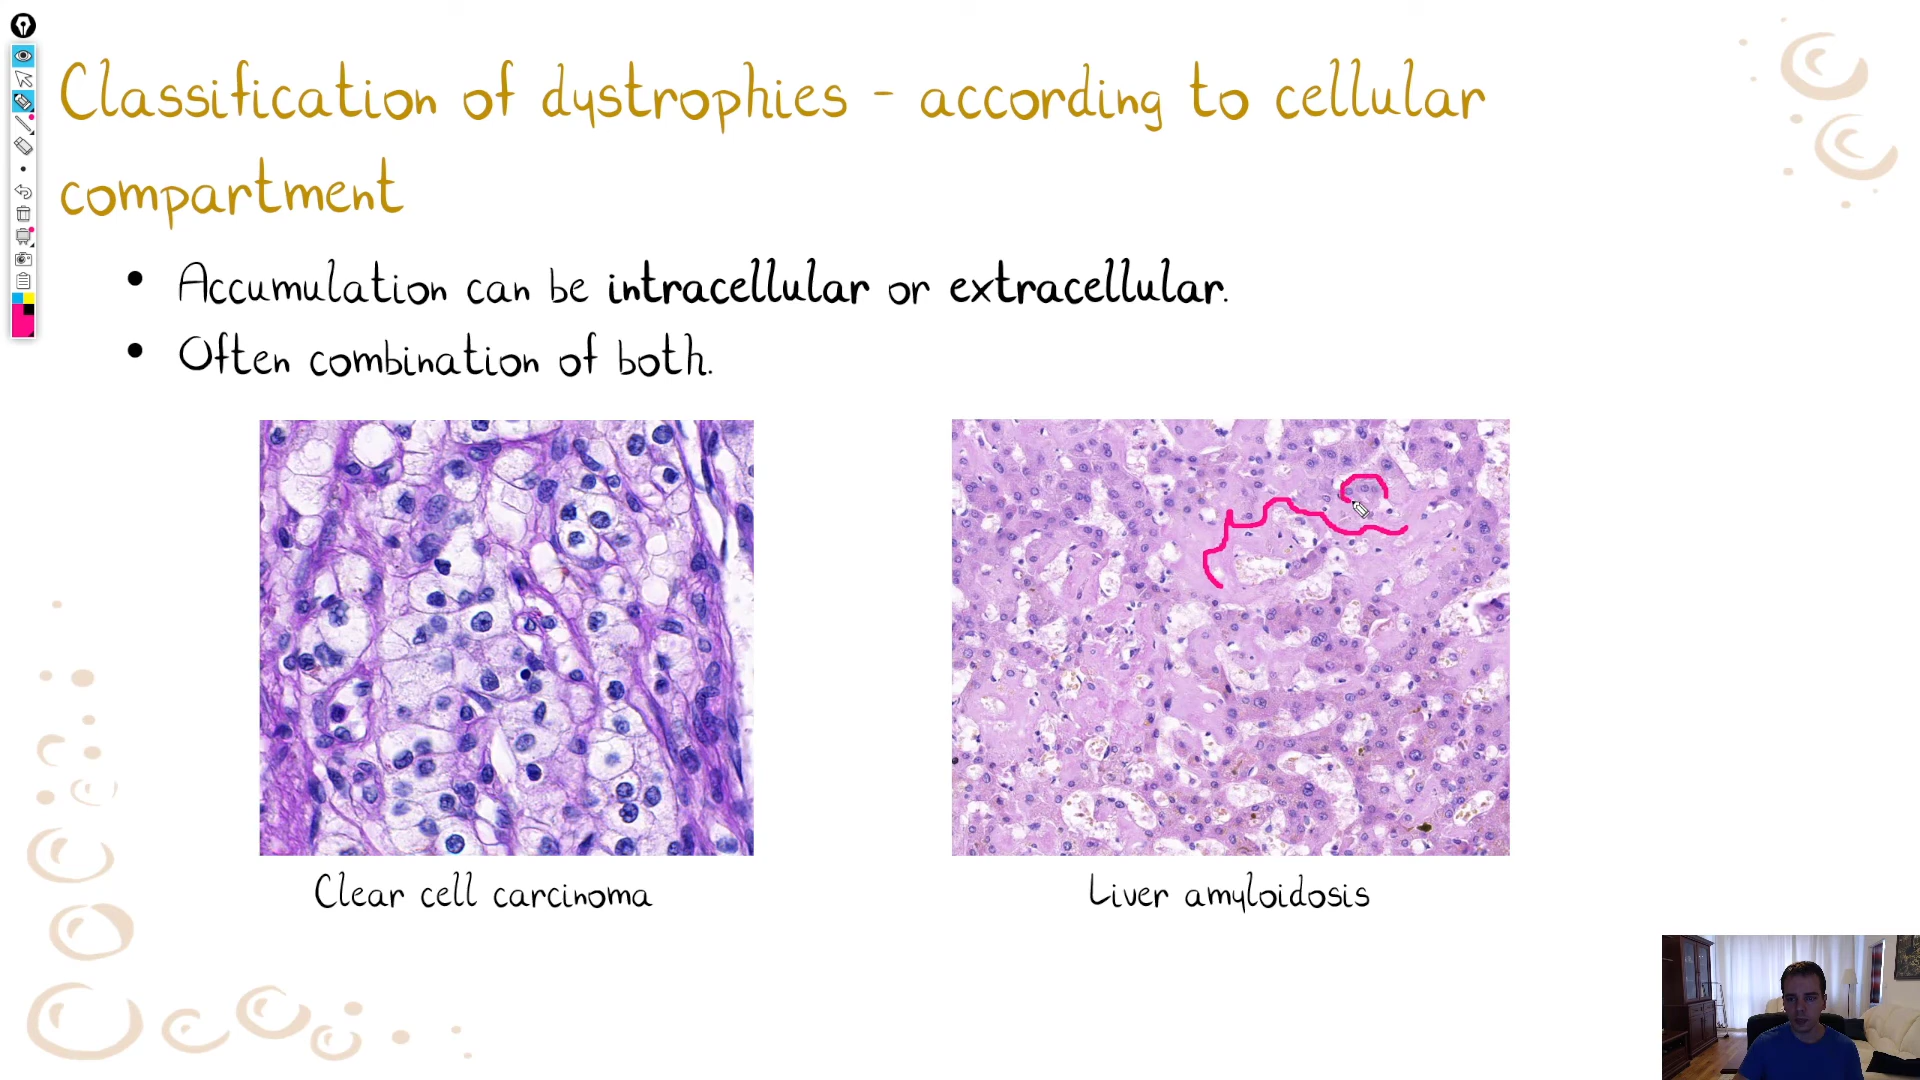 Classification of dystrophies - according to cellular
compartment
• Accumulation can be intracellular or extracellular.
• Often combination of both.
Clear cell carcinoma
Liver amyloidosis